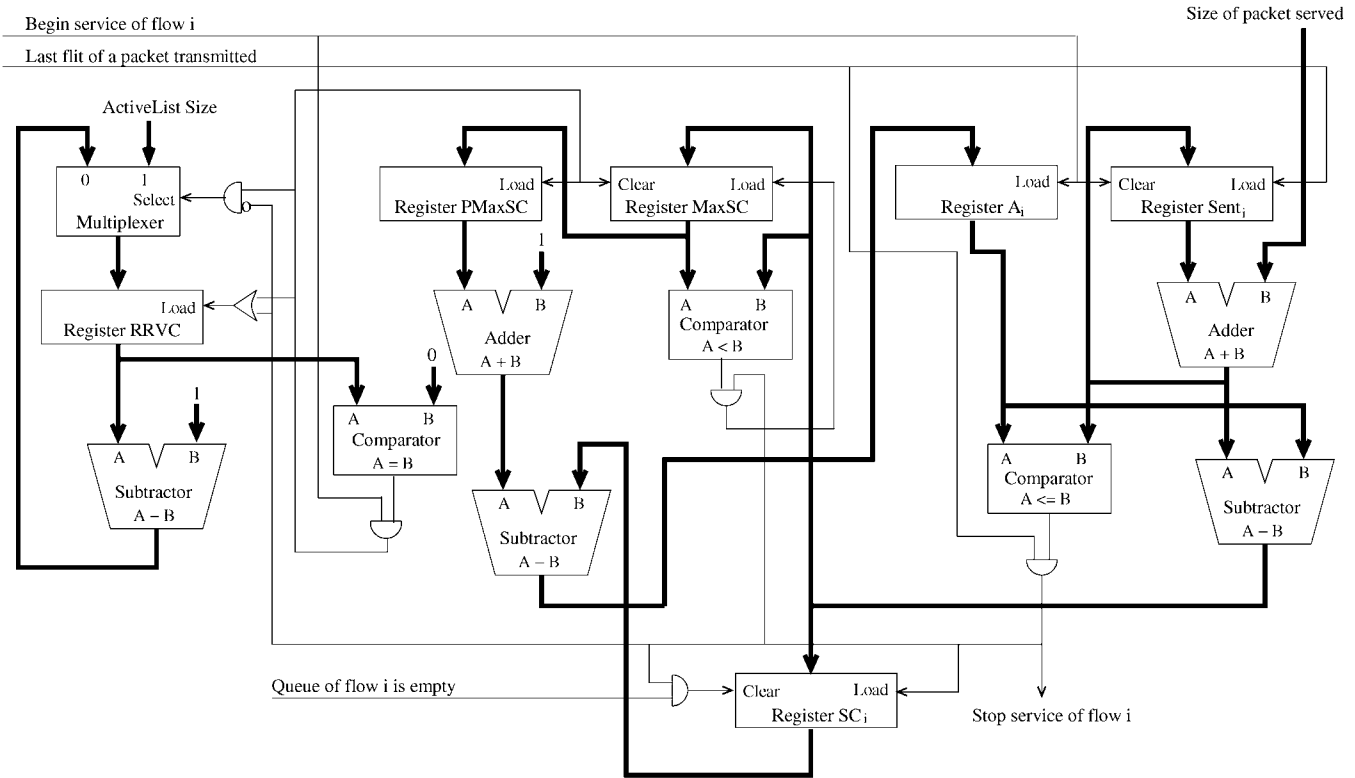 Size of packet served
Begin service of flow i
Last flit of a packet transmitted
ActiveList Size
0 1
Select
Multiplexer
Load
Register PMaxSC
Clear Load
Register MaxSC
Load
Register A i
Clear Load
Register Sent i
1
Load
Register RRVC
A B
Adder
A + B
A B
Comparator
A < B
A B
Adder
A + B
0
1
A B
Comparator
A = B
A B
Subtractor
A – B
A B
Comparator
A <= B
A B
Subtractor
A – B
A B
Subtractor
A – B
Queue of flow i is empty
Clear Load
Register SC i
Stop service of flow i